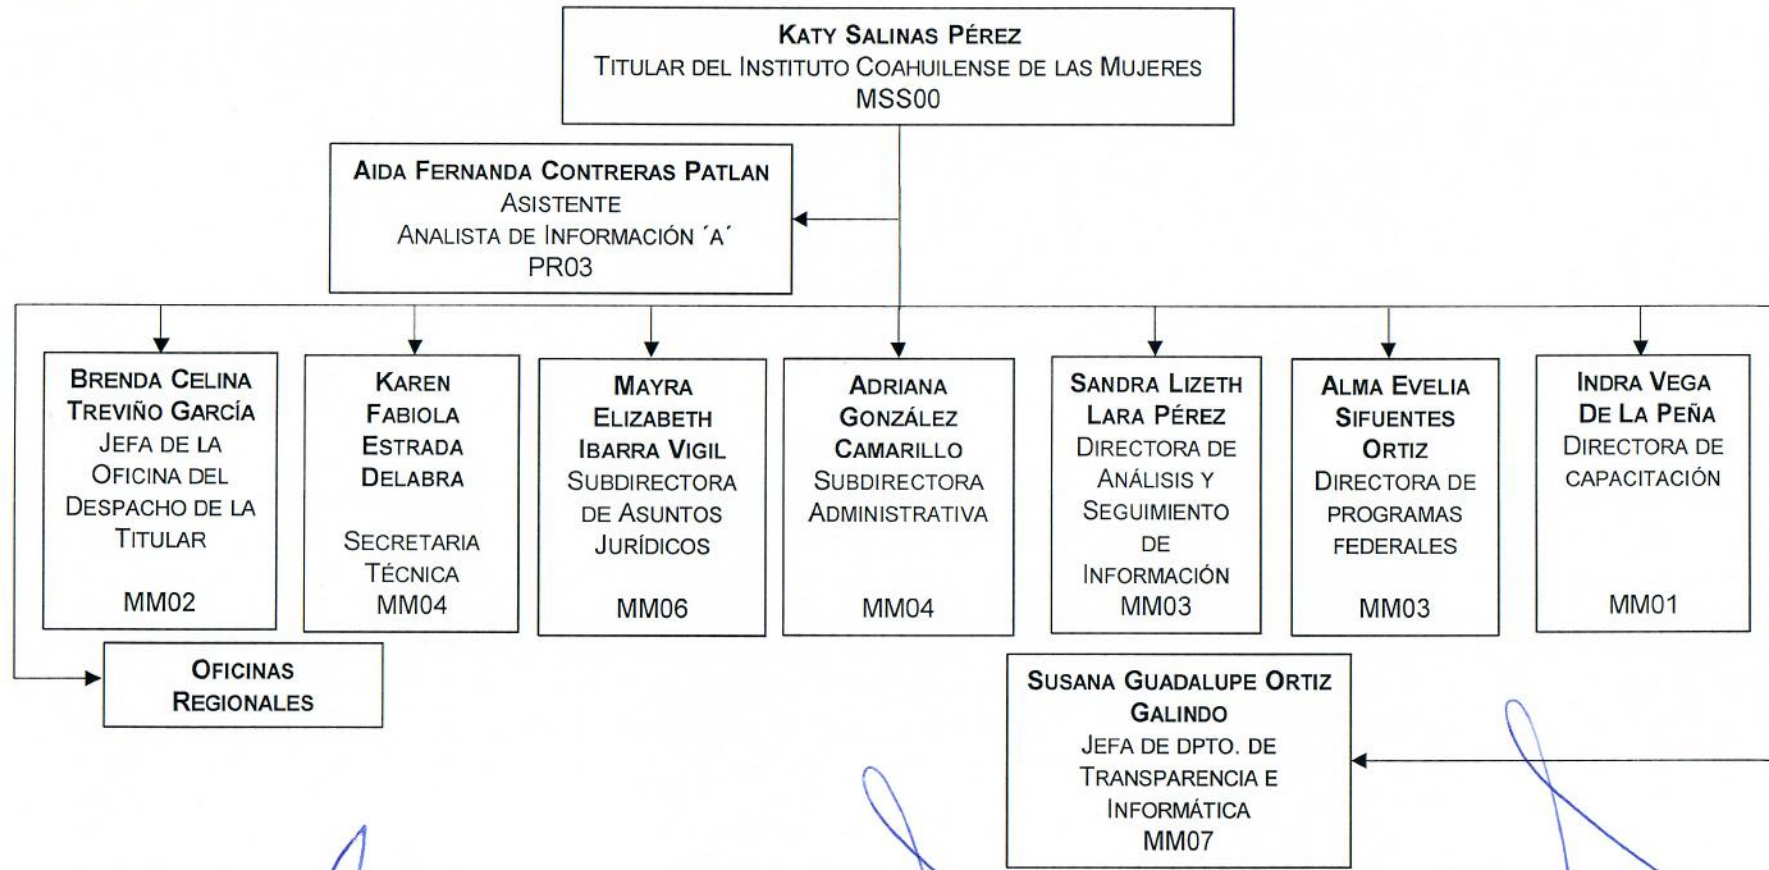 KATY SALINAS PÉREZ
TITULAR DEL INSTITUTO COAHUILENSE DE LAS MUJERES
MSS00
AIDA FERNANDA CONTRERAS PATLAN
ASISTENTE
ANALISTA DE INFORMACIÓN ´A´
PR03
BRENDA CELINA
TREVIÑO GARCÍA
JEFA DE LA
OFICINA DEL
DESPACHO DE LA
TITULAR
MM02
KAREN
FABIOLA
ESTRADA
DELABRA
SECRETARIA
TÉCNICA
MM04
MAYRA
ELIZABETH
IBARRA VIGIL
SUBDIRECTORA
DE ASUNTOS
JURÍDICOS
MM06
ADRIANA
GONZÁLEZ
CAMARILLO
SUBDIRECTORA
ADMINISTRATIVA
MM04
SANDRA LIZETH
LARA PÉREZ
DIRECTORA DE
ANÁLISIS Y
SEGUIMIENTO
DE
INFORMACIÓN
MM03
ALMA EVELIA
SIFUENTES
ORTIZ
DIRECTORA DE
PROGRAMAS
FEDERALES
MM03
INDRA VEGA
DE LA PEÑA
DIRECTORA DE
CAPACITACIÓN
MM01
OFICINAS
REGIONALES
SUSANA GUADALUPE ORTIZ
GALINDO
JEFA DE DPTO. DE
TRANSPARENCIA E
INFORMÁTICA
MM07